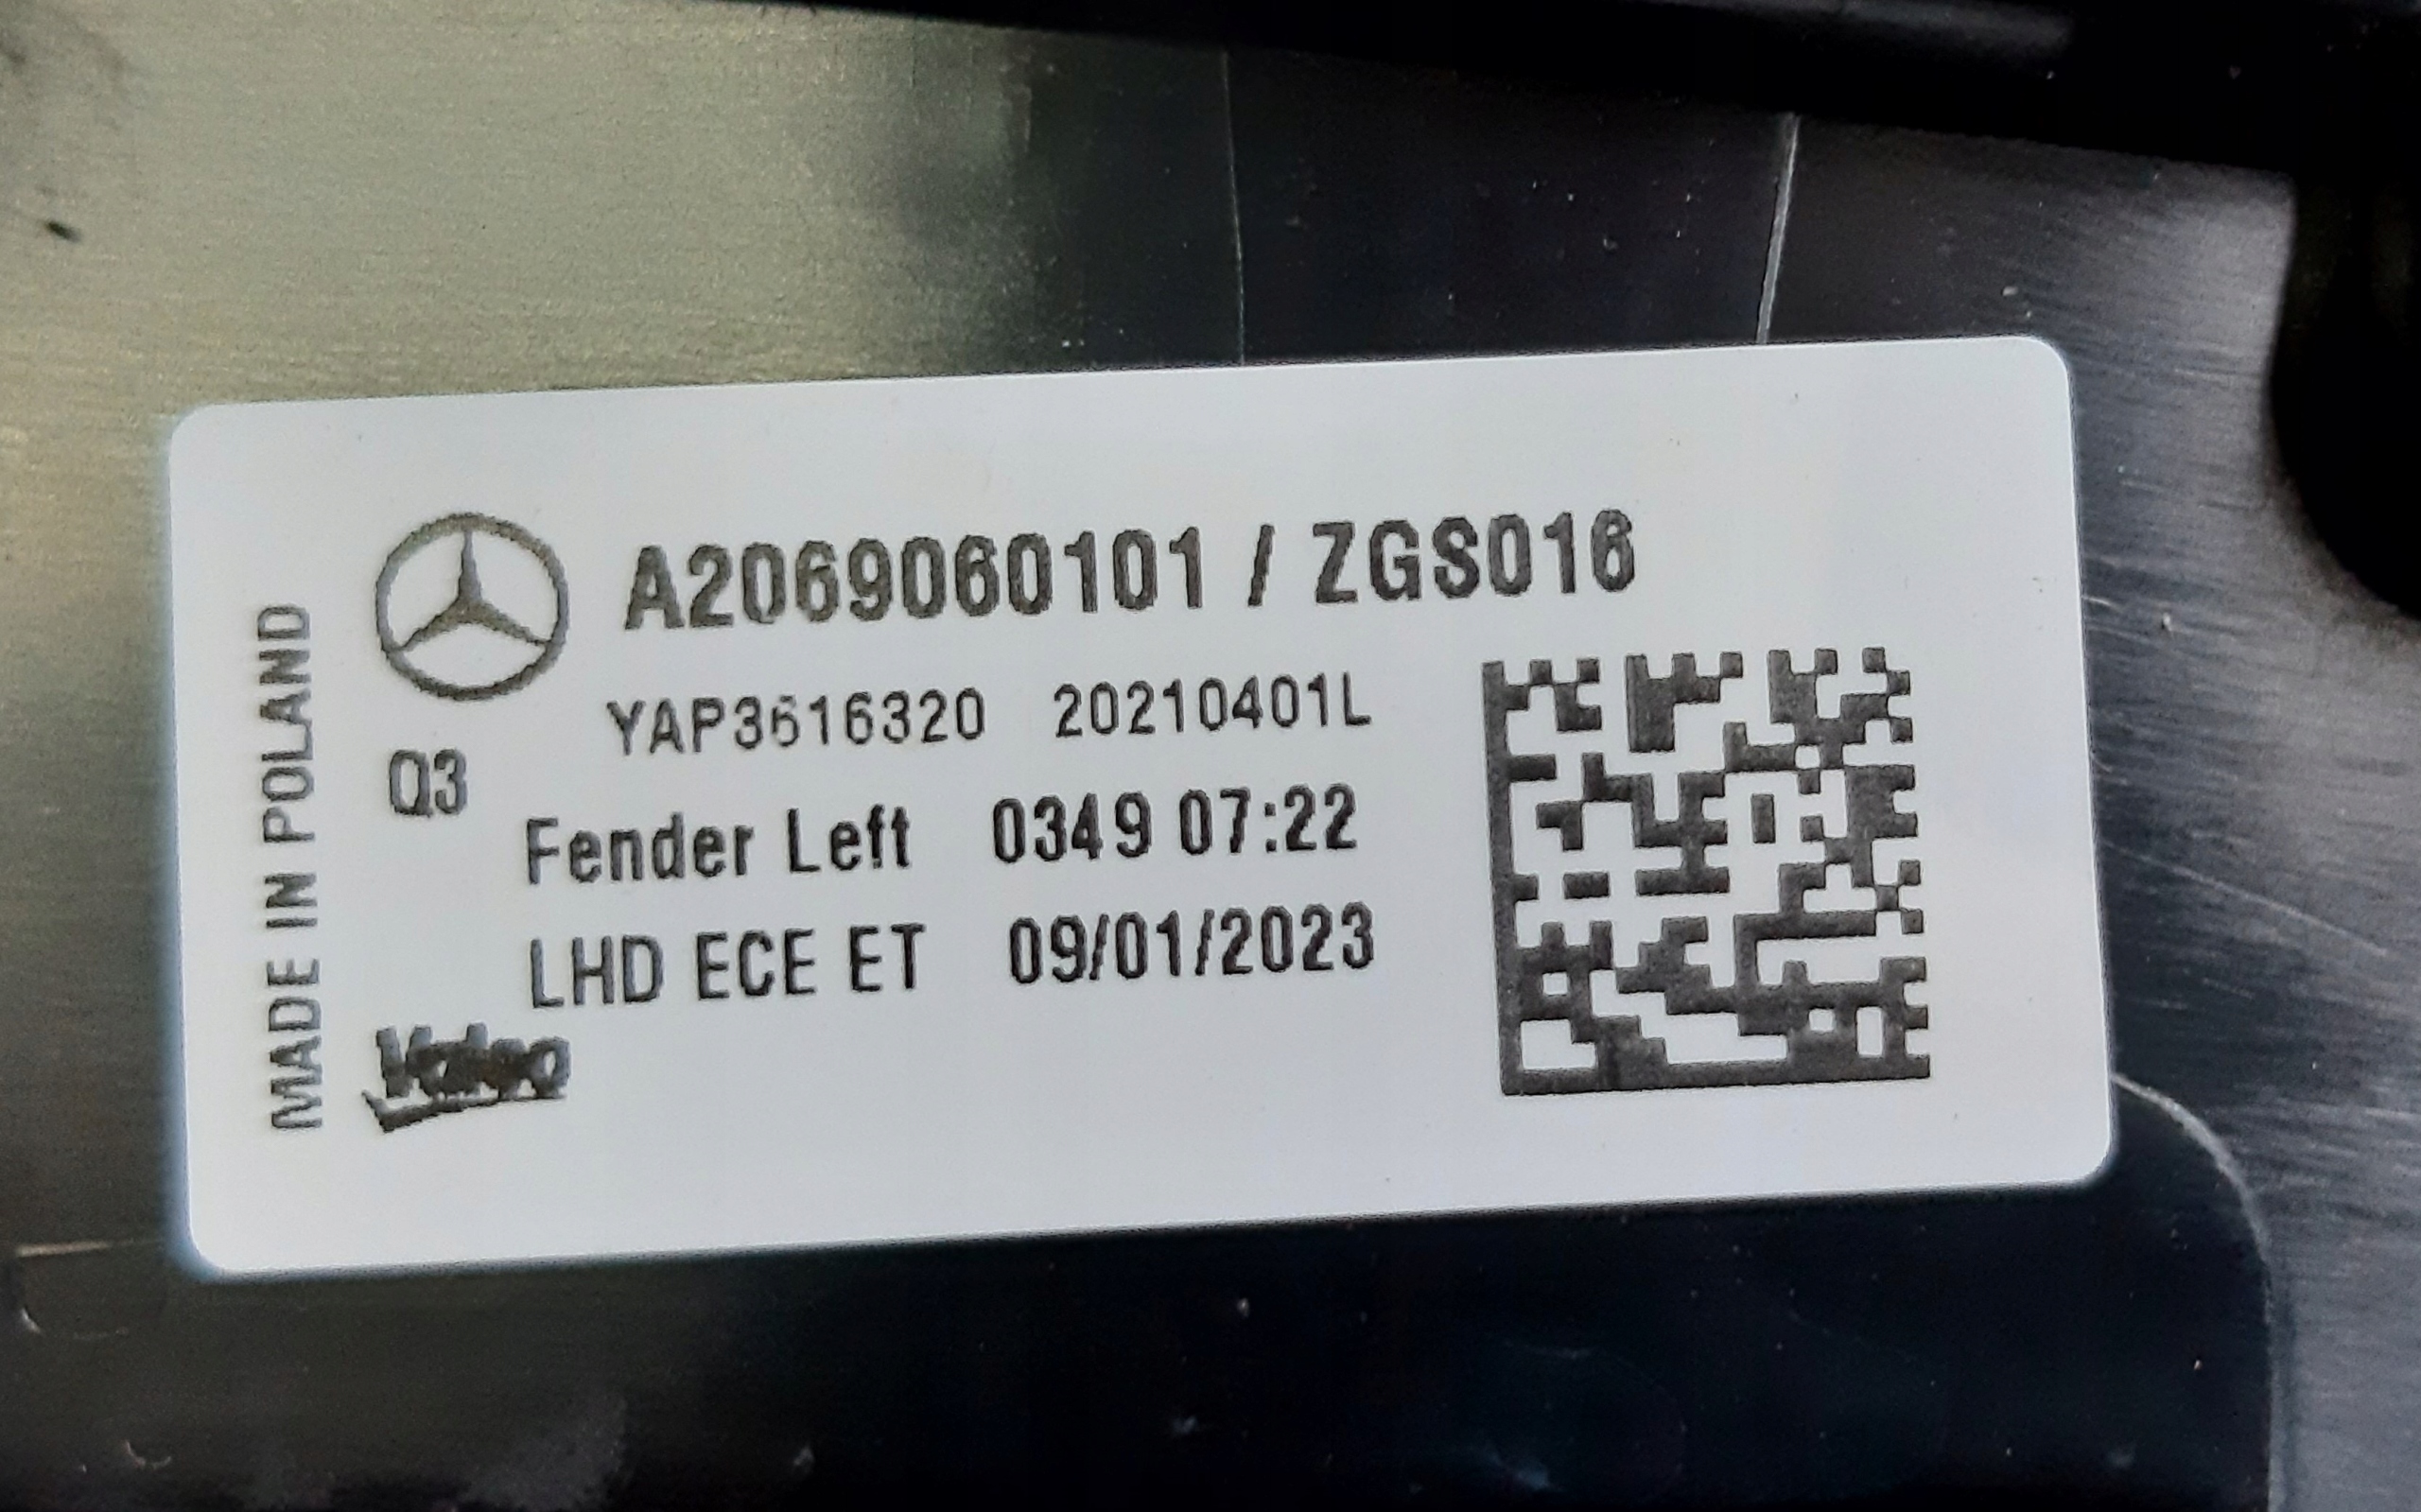 MADE IN POLAND
A2069060101 / ZGS016
YAP3616320 20210401L
Q3
Fender Left 0349 07:22
LHD ECE ET 09/01/2023
Valeo